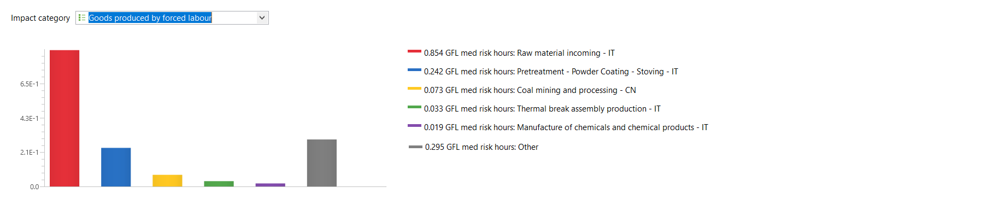 Impact category Goods produced by forced labour
0.854 GFL med risk hours: Raw material incoming - IT
0.242 GFL med risk hours: Pretreatment - Powder Coating - Stoving - IT
6.5E-1
0.073 GFL med risk hours: Coal mining and processing - CN
0.033 GFL med risk hours: Thermal break assembly production - IT
4.3E-1
0.019 GFL med risk hours: Manufacture of chemicals and chemical products - IT
0.295 GFL med risk hours: Other
2.1E-1
0.0